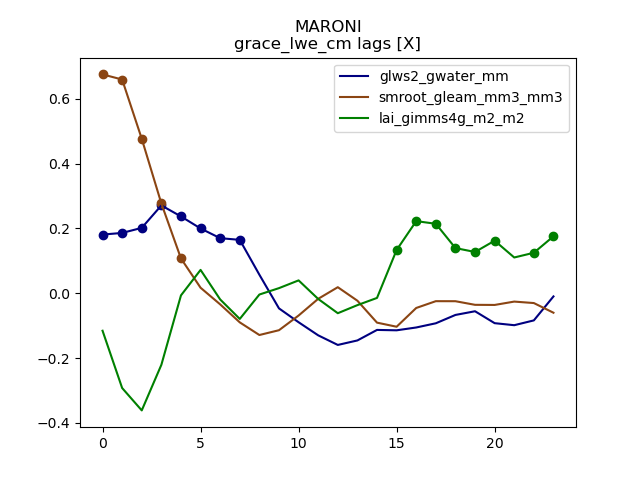 MARONI
grace_lwe_cm lags [X]
glws2_gwater_mm
smroot_gleam_mm3_mm3
lai_gimms4g_m2_m2
0.6
0.4
0.2
0.0
−0.2
−0.4
0 5 10 15 20